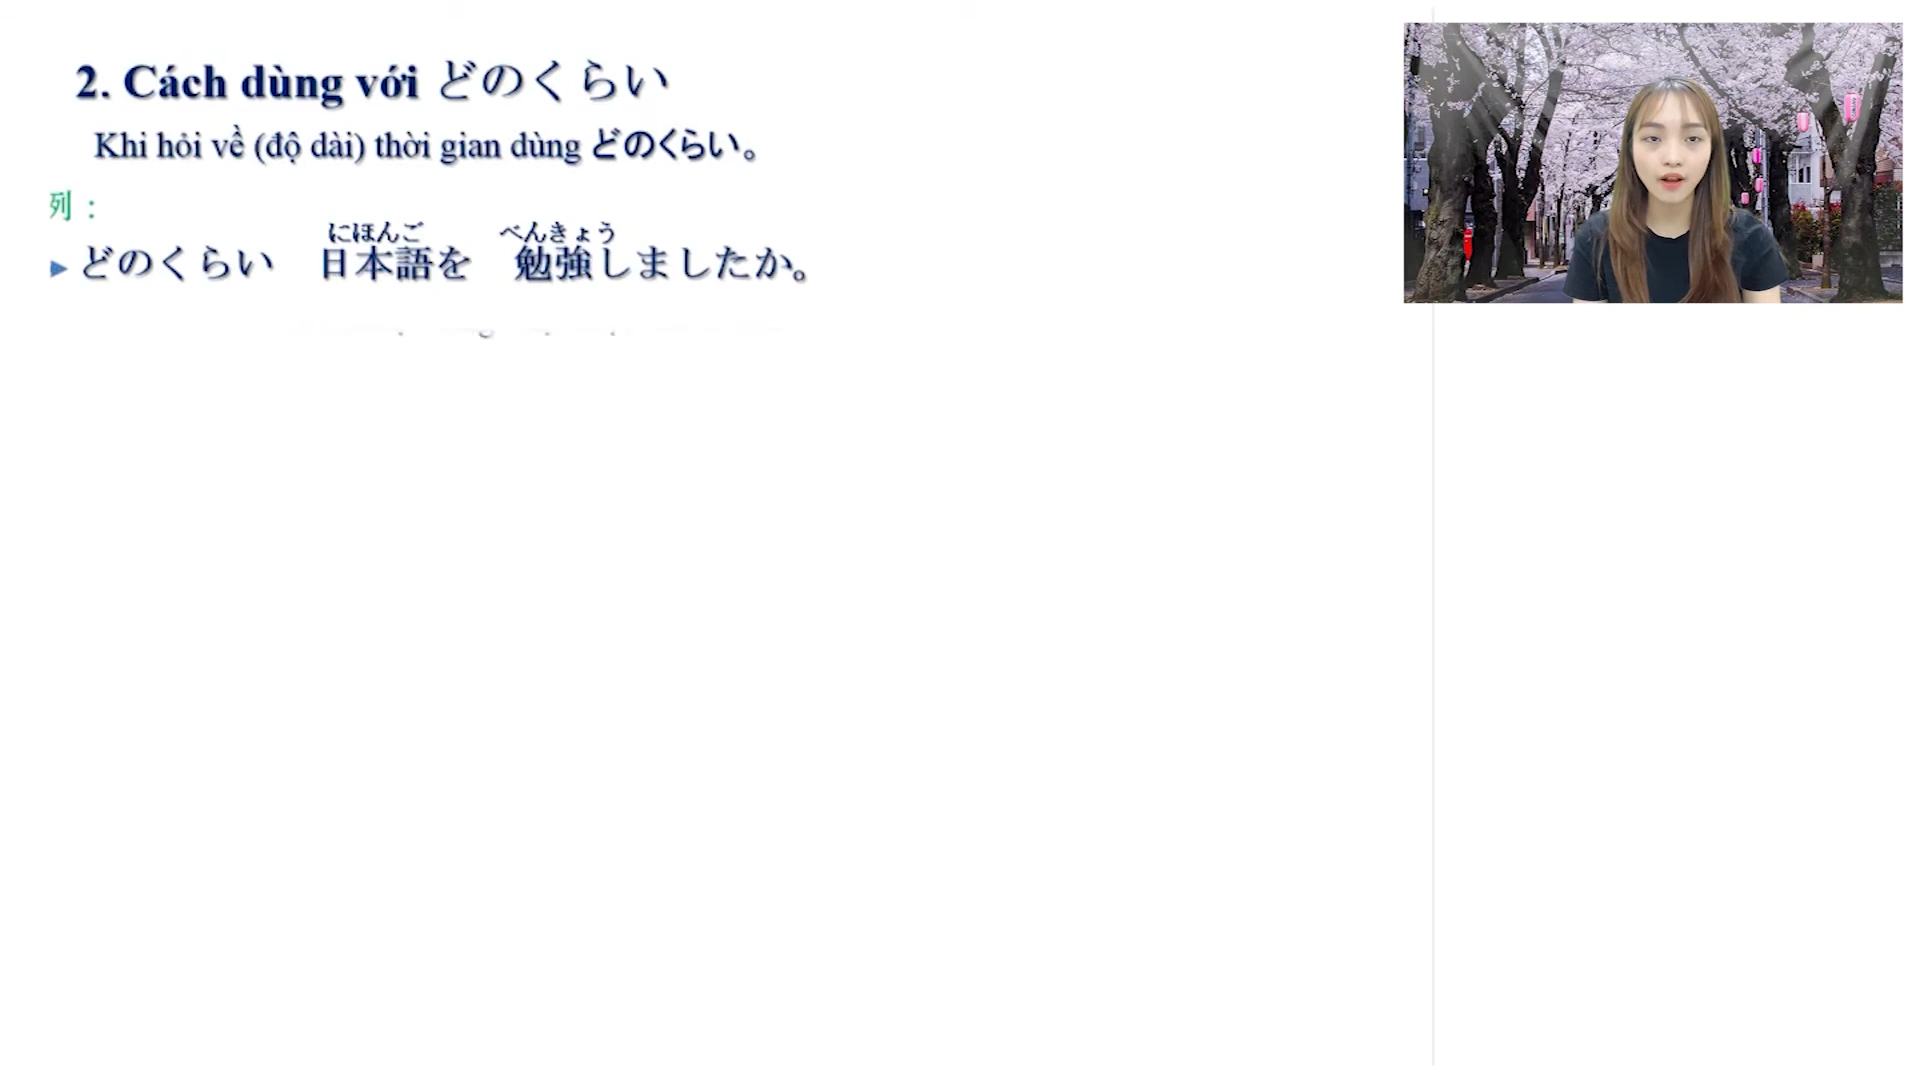 2. Cách dùng với どのくらい
Khi hỏi về (độ dài) thời gian dùng どのくらい。
列：
にほんご べんきょう
どのくらい 日本語を 勉強しましたか。